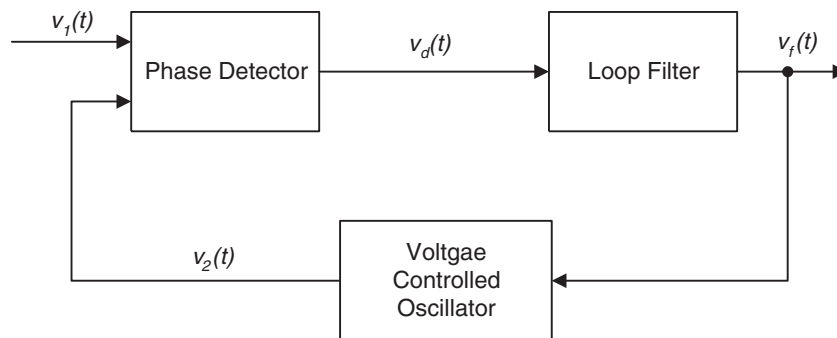 v1(t)
Phase Detector
vd(t)
Loop Filter
vf(t)
v2(t)
Voltgae
Controlled
Oscillator